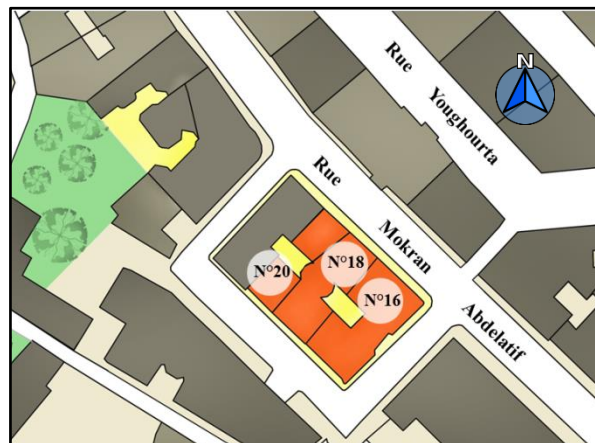 N
Rue
Youghourta
Rue
Mokran
Abdelatif
N°20
N°18
N°16